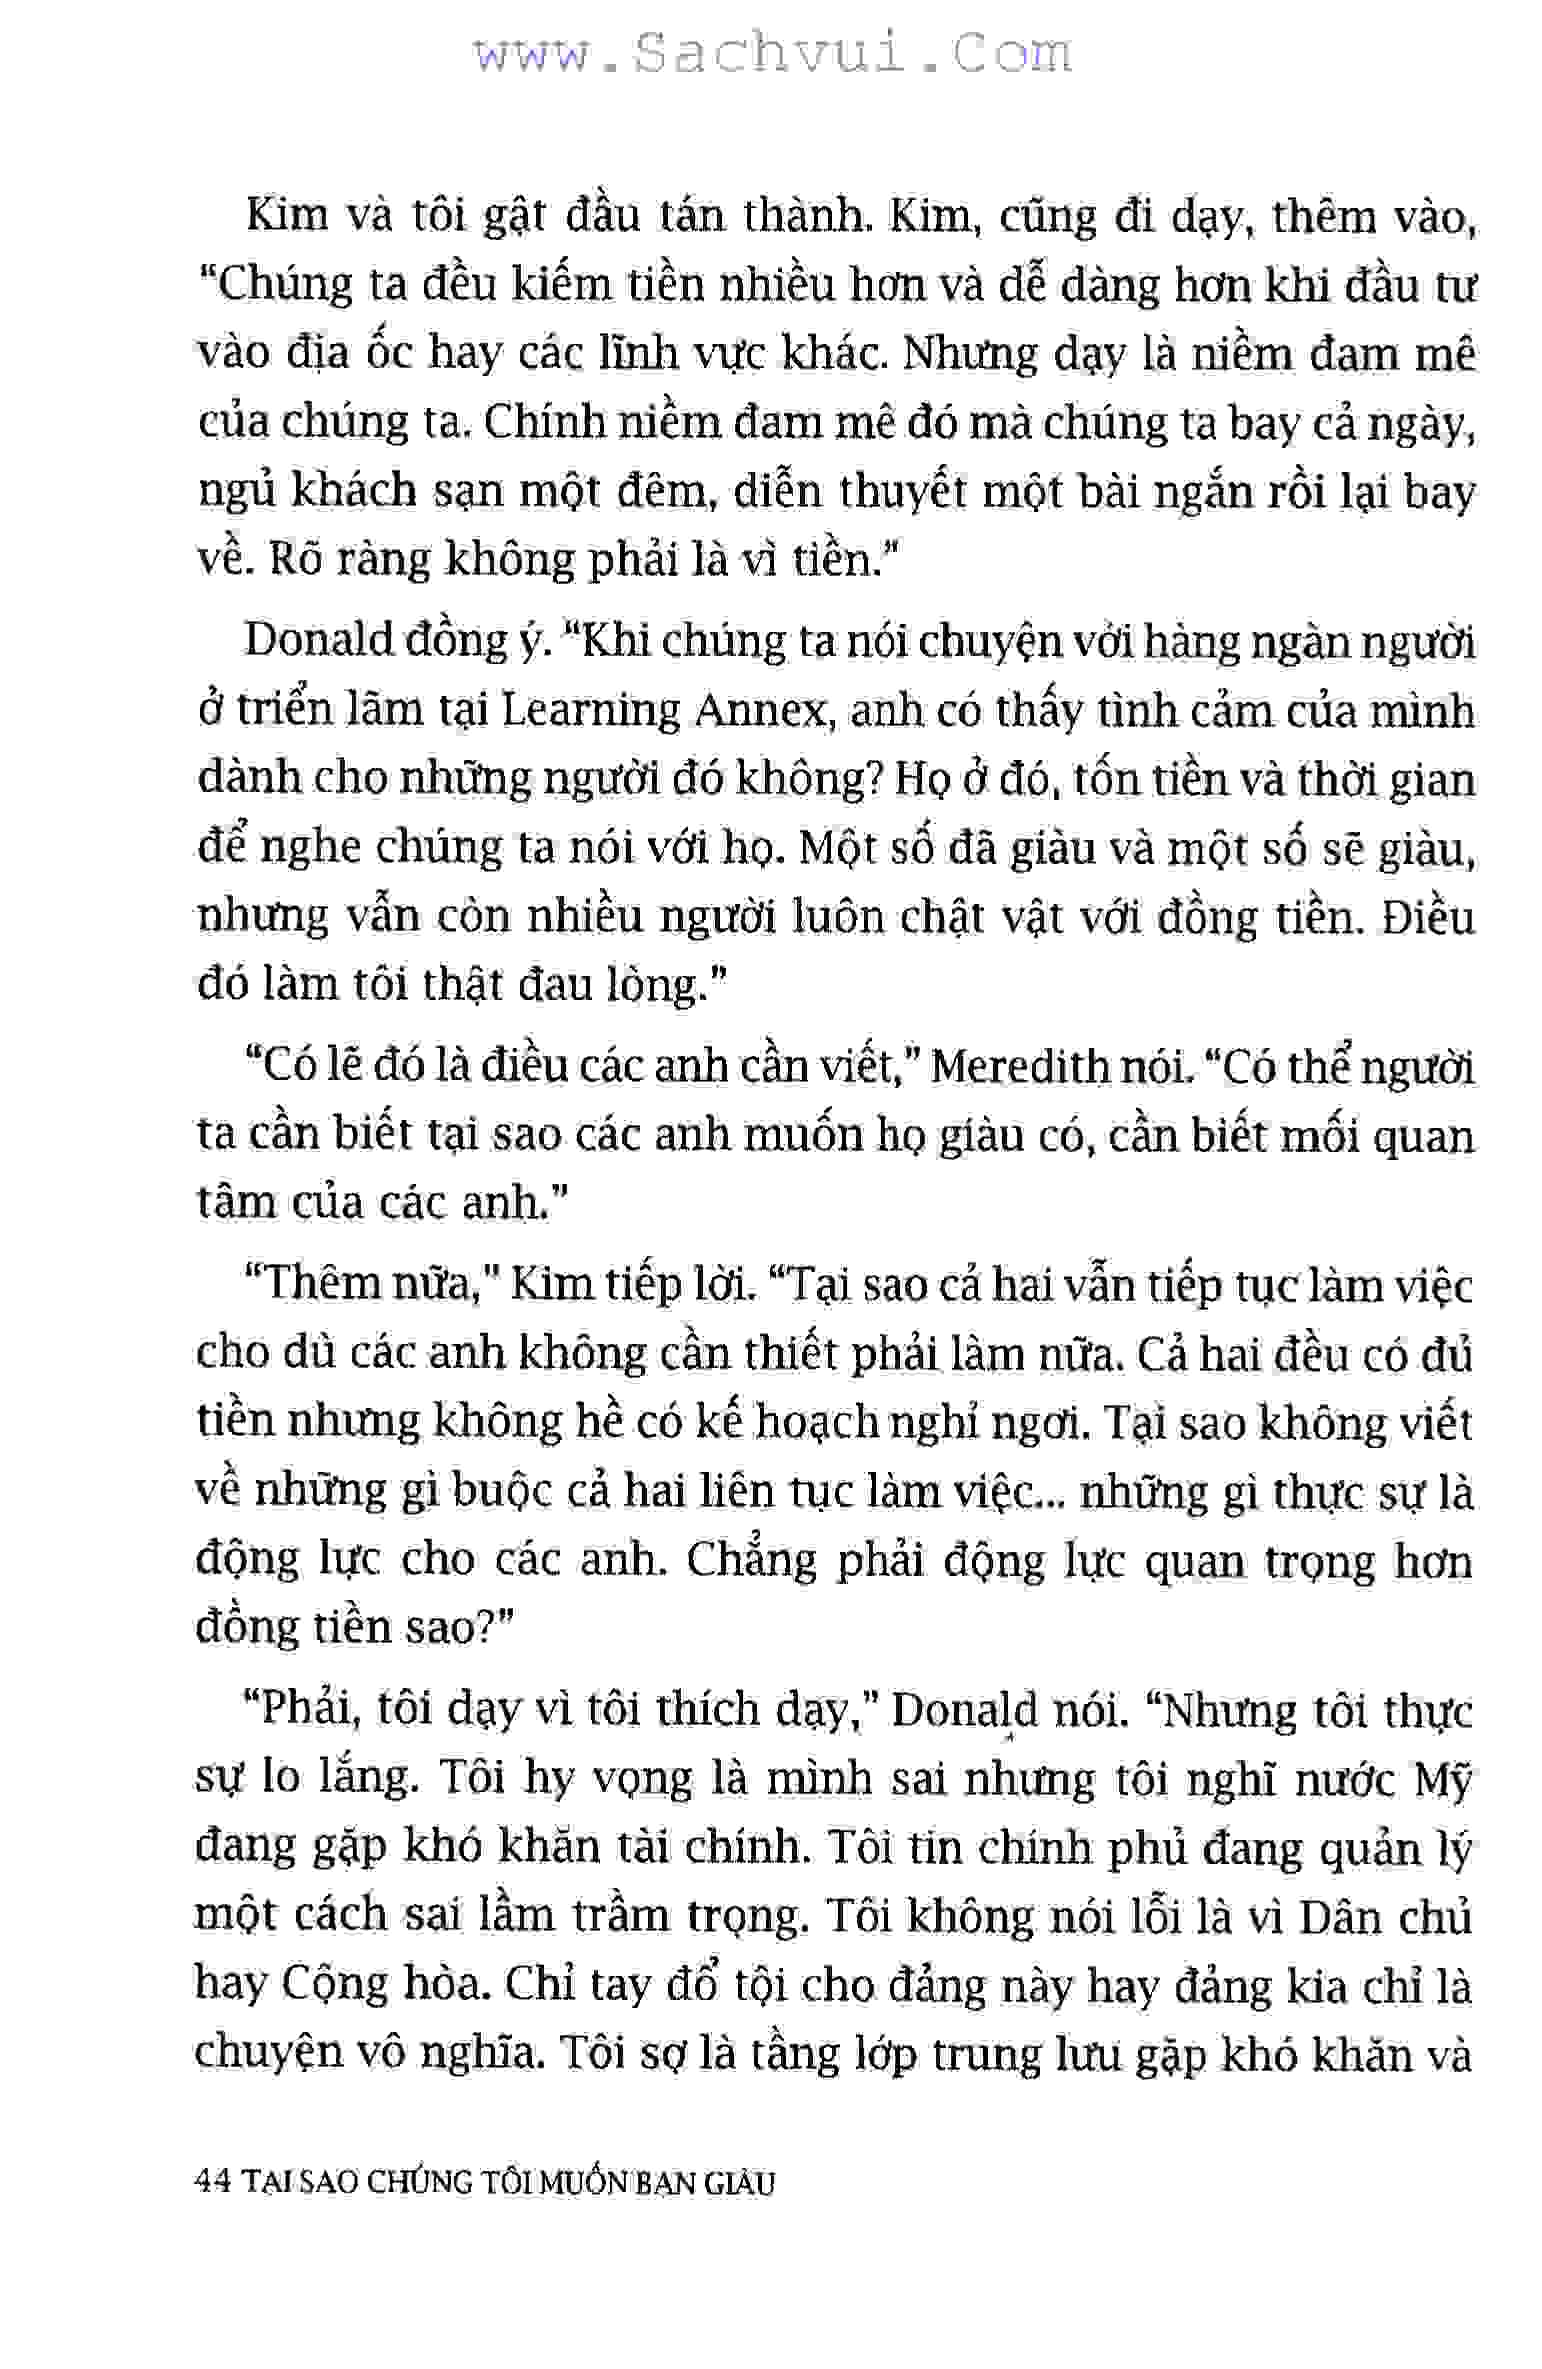 www.Sachvui.Com
Kim và tôi gật đầu tán thành. Kim, cũng đi dạy, thêm vào,
“Chúng ta đều kiếm tiền nhiều hơn và dễ dàng hơn khi đầu tư
vào địa ốc hay các lĩnh vực khác. Nhưng dạy là niềm đam mê
của chúng ta. Chính niềm đam mê đó mà chúng ta bay cả ngày,
ngủ khách sạn một đêm, diễn thuyết một bài ngắn rồi lại bay
về. Rõ ràng không phải là vì tiền.”
Donald đồng ý. “Khi chúng ta nói chuyện với hàng ngàn người
ở triển lãm tại Learning Annex, anh có thấy tình cảm của mình
dành cho những người đó không? Họ ở đó, tốn tiền và thời gian
để nghe chúng ta nói với họ. Một số đã giàu và một số sẽ giàu,
nhưng vẫn còn nhiều người luôn chật vật với đồng tiền. Điều
đó làm tôi thật đau lòng.”
“Có lẽ đó là điều các anh cần viết,” Meredith nói. “Có thể người
ta cần biết tại sao các anh muốn họ giàu có, cần biết mối quan
tâm của các anh.”
“Thêm nữa,” Kim tiếp lời. “Tại sao cả hai vẫn tiếp tục làm việc
cho dù các anh không cần thiết phải làm nữa. Cả hai đều có đủ
tiền nhưng không hề có kế hoạch nghỉ ngơi. Tại sao không viết
về những gì buộc cả hai liên tục làm việc... những gì thực sự là
động lực cho các anh. Chẳng phải động lực quan trọng hơn
đồng tiền sao?”
“Phải, tôi dạy vì tôi thích dạy,” Donald nói. “Nhưng tôi thực
sự lo lắng. Tôi hy vọng là mình sai nhưng tôi nghĩ nước Mỹ
đang gặp khó khăn tài chính. Tôi tin chính phủ đang quản lý
một cách sai lầm trầm trọng. Tôi không nói lỗi là vì Dân chủ
hay Cộng hòa. Chỉ tay đổ tội cho đảng này hay đảng kia chỉ là
chuyện vô nghĩa. Tôi sợ là tầng lớp trung lưu gặp khó khăn và
44 TẠI SAO CHÚNG TÔI MUỐN BẠN GIÀU